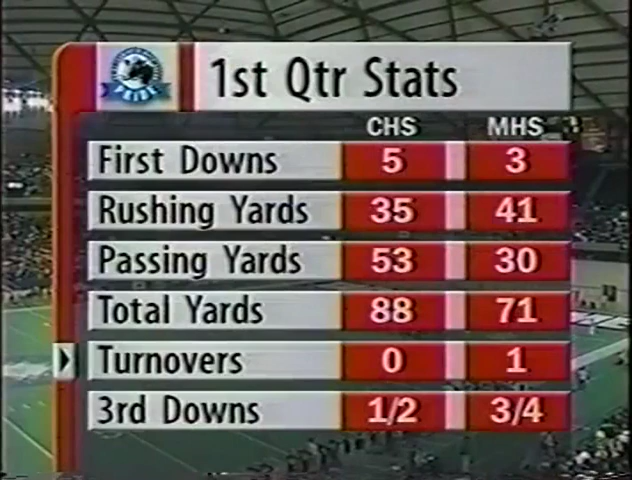 PRIDE
1st Qtr Stats
CHS MHS
First Downs 5 3
Rushing Yards 35 41
Passing Yards 53 30
Total Yards 88 71
Turnovers 0 1
3rd Downs 1/2 3/4